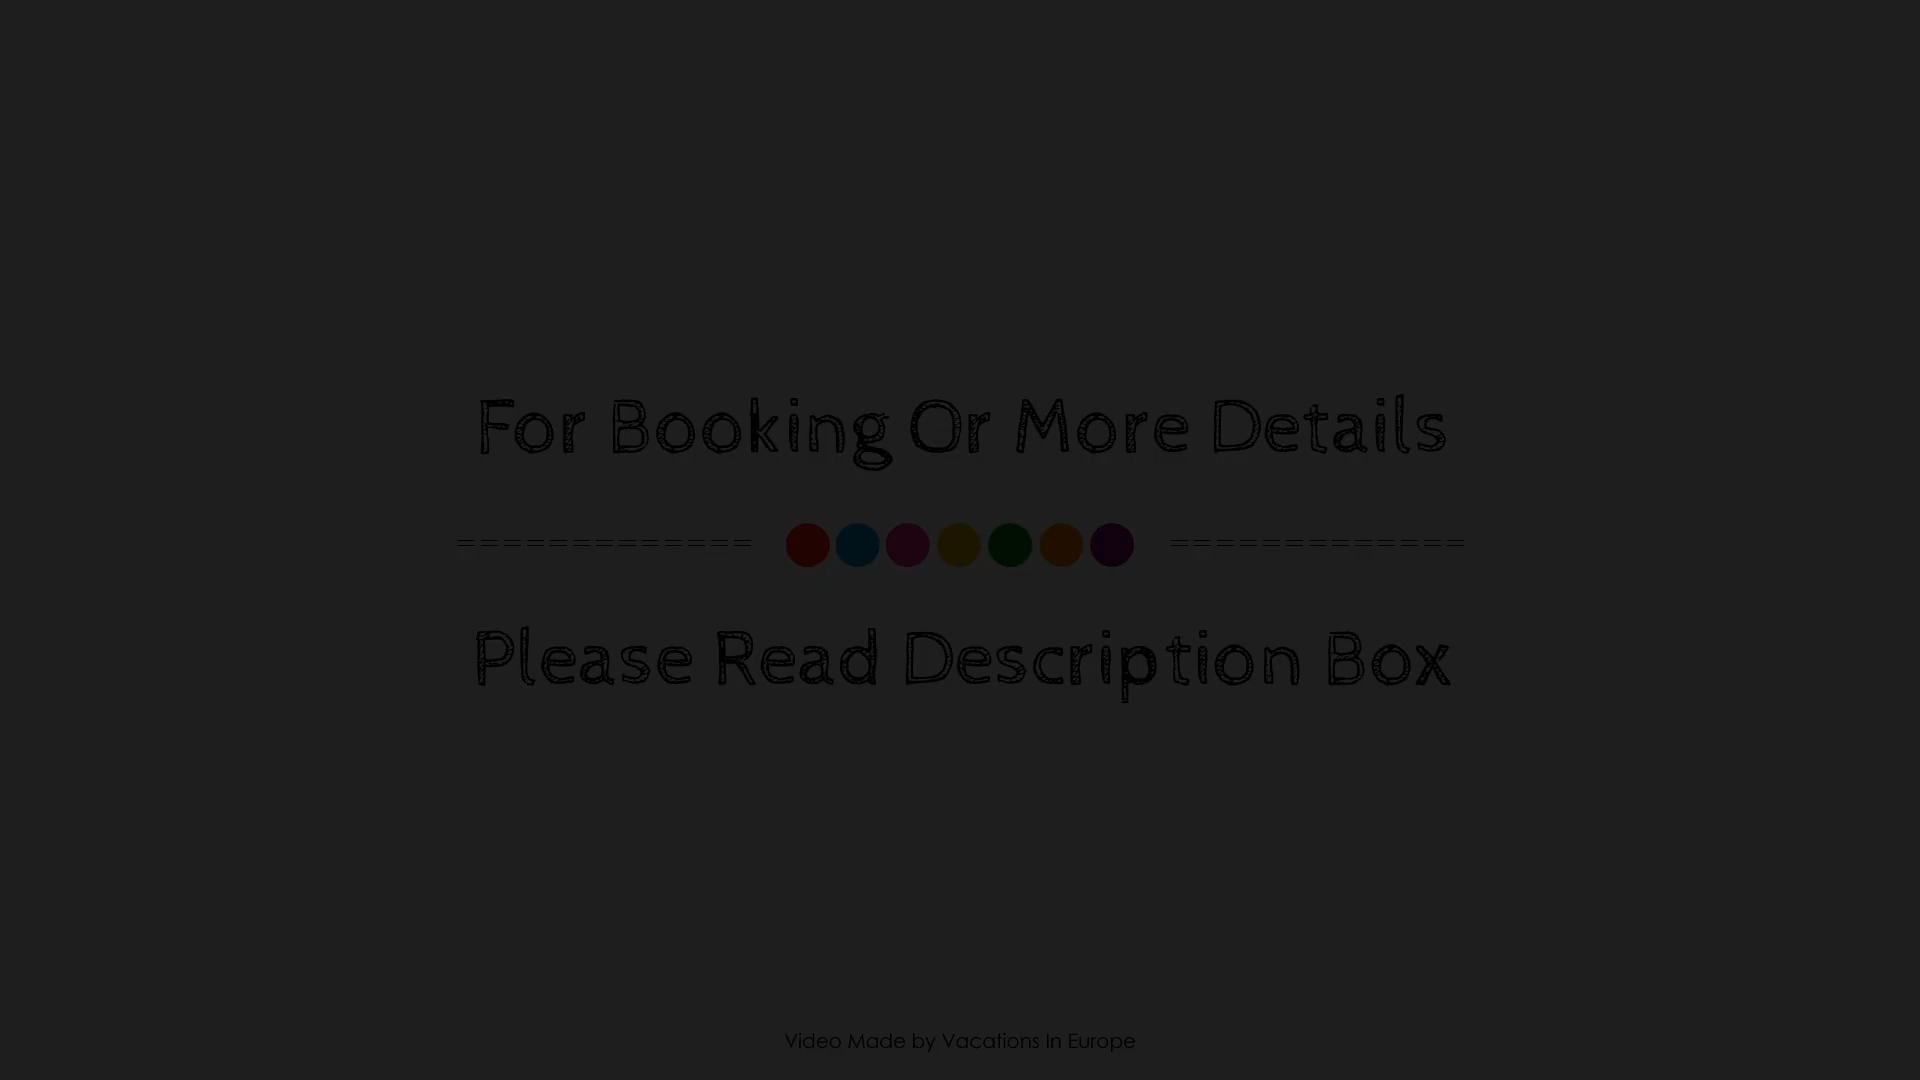 For Booking Or More Details
============= =============
Please Read Description Box
Video Made by Vacations In Europe